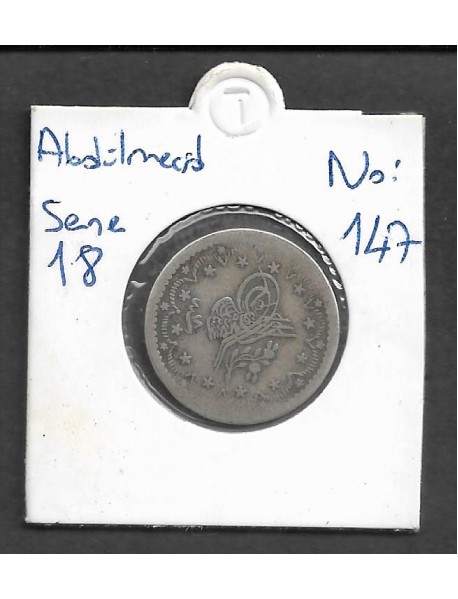 Abdülmecid
Sene
18
No:
147